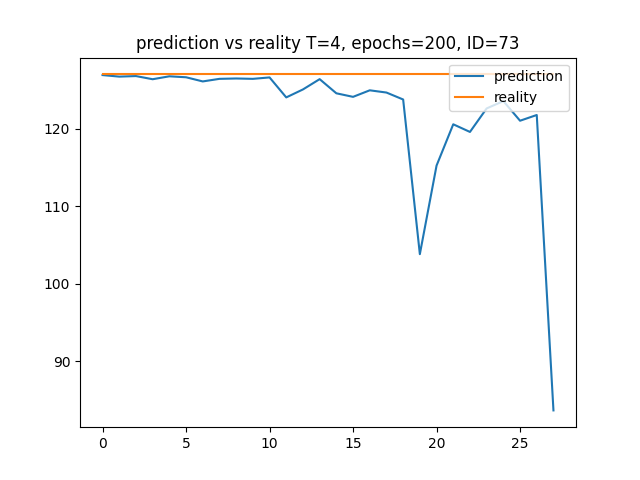 prediction vs reality T=4, epochs=200, ID=73
prediction
reality
120
110
100
90
0 5 10 15 20 25